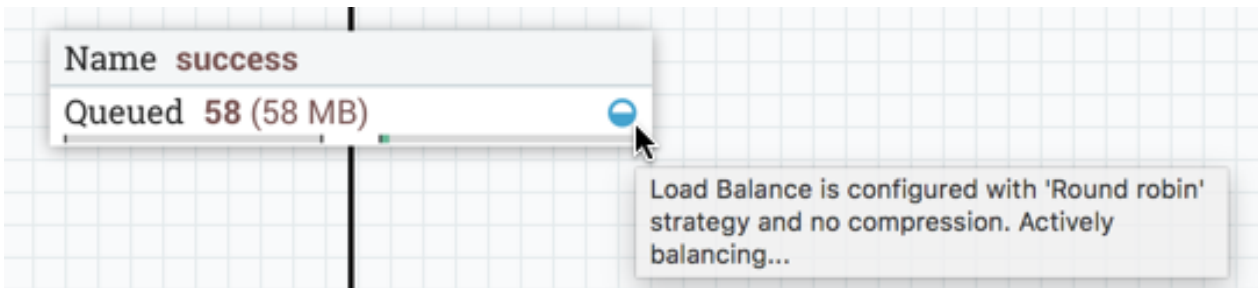 Name success
Queued 58 (58 MB)
Load Balance is configured with 'Round robin'
strategy and no compression. Actively
balancing...